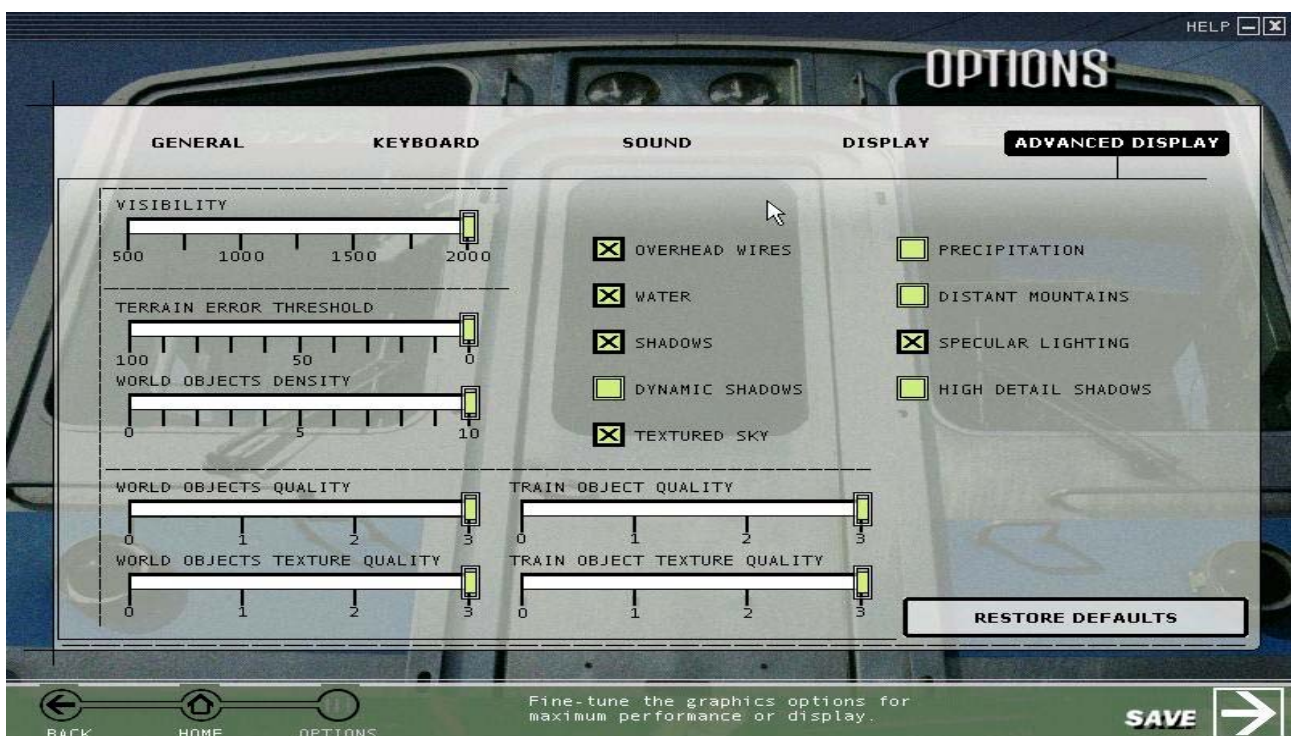 HELP
OPTIONS
GENERAL KEYBOARD SOUND DISPLAY ADVANCED DISPLAY
VISIBILITY
500 1000 1500 2000
TERRAIN ERROR THRESHOLD
100 50 0
WORLD OBJECTS DENSITY
0 5 10
OVERHEAD WIRES
WATER
SHADOWS
DYNAMIC SHADOWS
TEXTURED SKY
PRECIPITATION
DISTANT MOUNTAINS
SPECULAR LIGHTING
HIGH DETAIL SHADOWS
WORLD OBJECTS QUALITY
0 1 2 3
WORLD OBJECTS TEXTURE QUALITY
0 1 2 3
TRAIN OBJECT QUALITY
0 1 2 3
TRAIN OBJECT TEXTURE QUALITY
0 1 2 3
RESTORE DEFAULTS
BACK HOME OPTIONS
Fine-tune the graphics options for
maximum performance or display.
SAVE